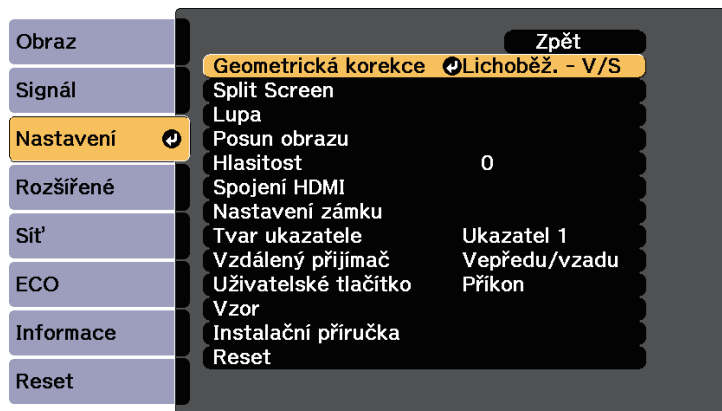 Obraz
Signál
Nastavení
Rozšířené
Síť
ECO
Informace
Reset
Zpět
Geometrická korekce Lichoběž. - V/S
Split Screen
Lupa
Posun obrazu
Hlasitost 0
Spojení HDMI
Nastavení zámku
Tvar ukazatele Ukazatel 1
Vzdálený přijímač Vepředu/vzadu
Uživatelské tlačítko Příkon
Vzor
Instalační příručka
Reset